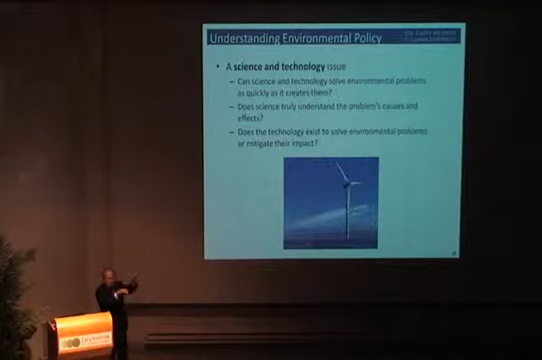 Understanding Environmental Policy
• A science and technology issue
– Can science and technology solve environmental problems
as quickly as it creates them?
– Does science truly understand the problem's causes and
effects?
– Does the technology exist to solve environmental problems
or mitigate their impact?